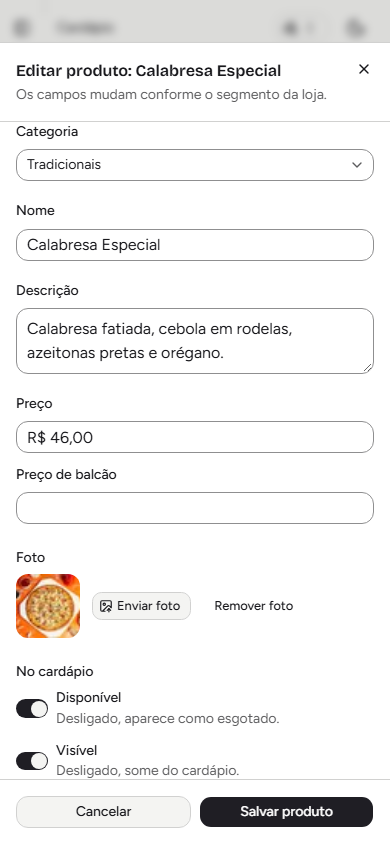 Cardápio
Editar produto: Calabresa Especial
Os campos mudam conforme o segmento da loja.
Categoria
Tradicionais
Nome
Calabresa Especial
Descrição
Calabresa fatiada, cebola em rodelas,
azeitonas pretas e orégano.
Preço
R$ 46,00
Preço de balcão
Foto
Enviar foto
Remover foto
No cardápio
Disponível
Desligado, aparece como esgotado.
Visível
Desligado, some do cardápio.
Cancelar
Salvar produto